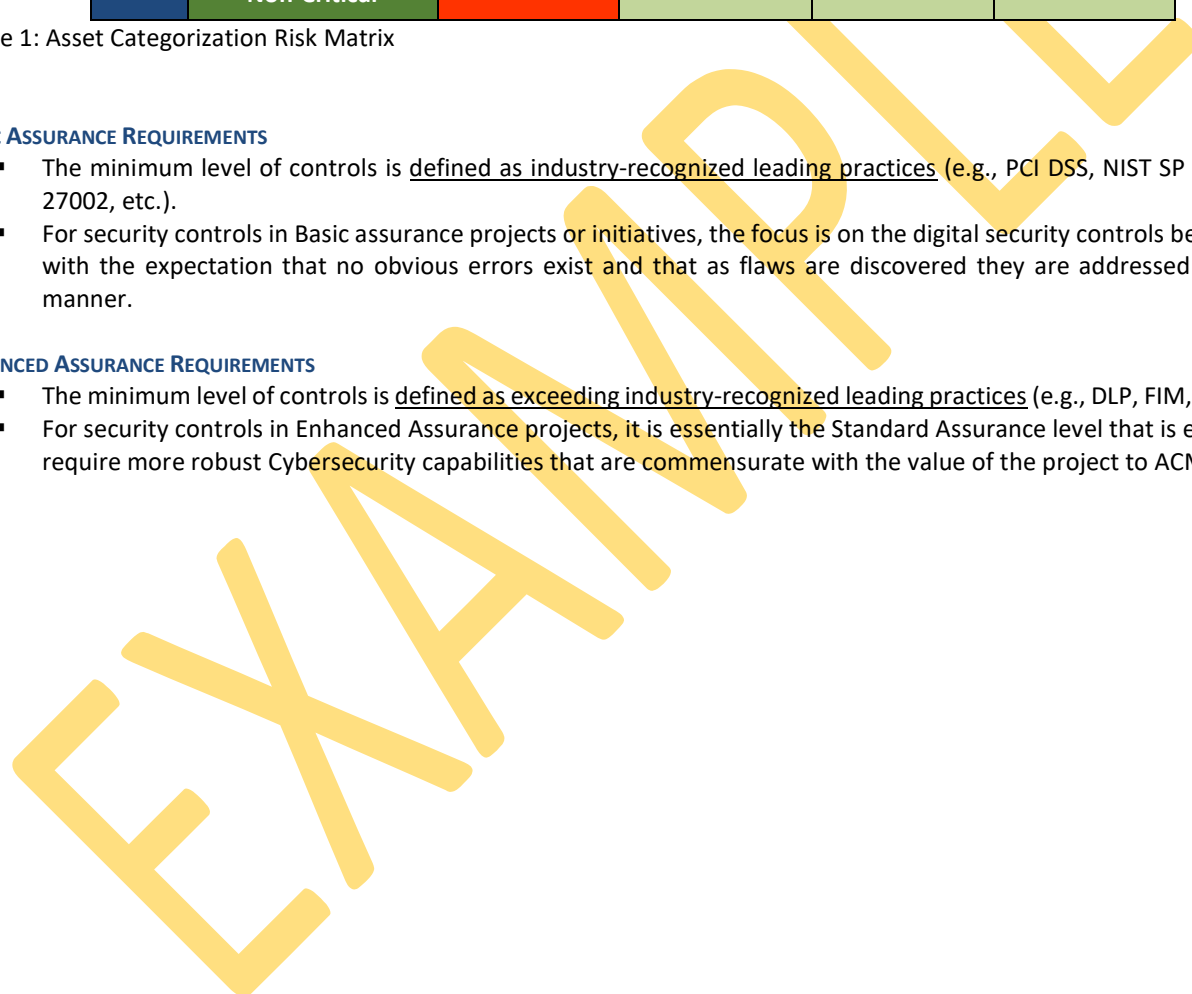 Non-Critical
e 1: Asset Categorization Risk Matrix
ASSURANCE REQUIREMENTS
▪ The minimum level of controls is defined as industry-recognized leading practices (e.g., PCI DSS, NIST SP
27002, etc.).
▪ For security controls in Basic assurance projects or initiatives, the focus is on the digital security controls be
with the expectation that no obvious errors exist and that as flaws are discovered they are addressed
manner.
NCED ASSURANCE REQUIREMENTS
▪ The minimum level of controls is defined as exceeding industry-recognized leading practices (e.g., DLP, FIM,
▪ For security controls in Enhanced Assurance projects, it is essentially the Standard Assurance level that is e
require more robust Cybersecurity capabilities that are commensurate with the value of the project to ACM
EXAMPLE